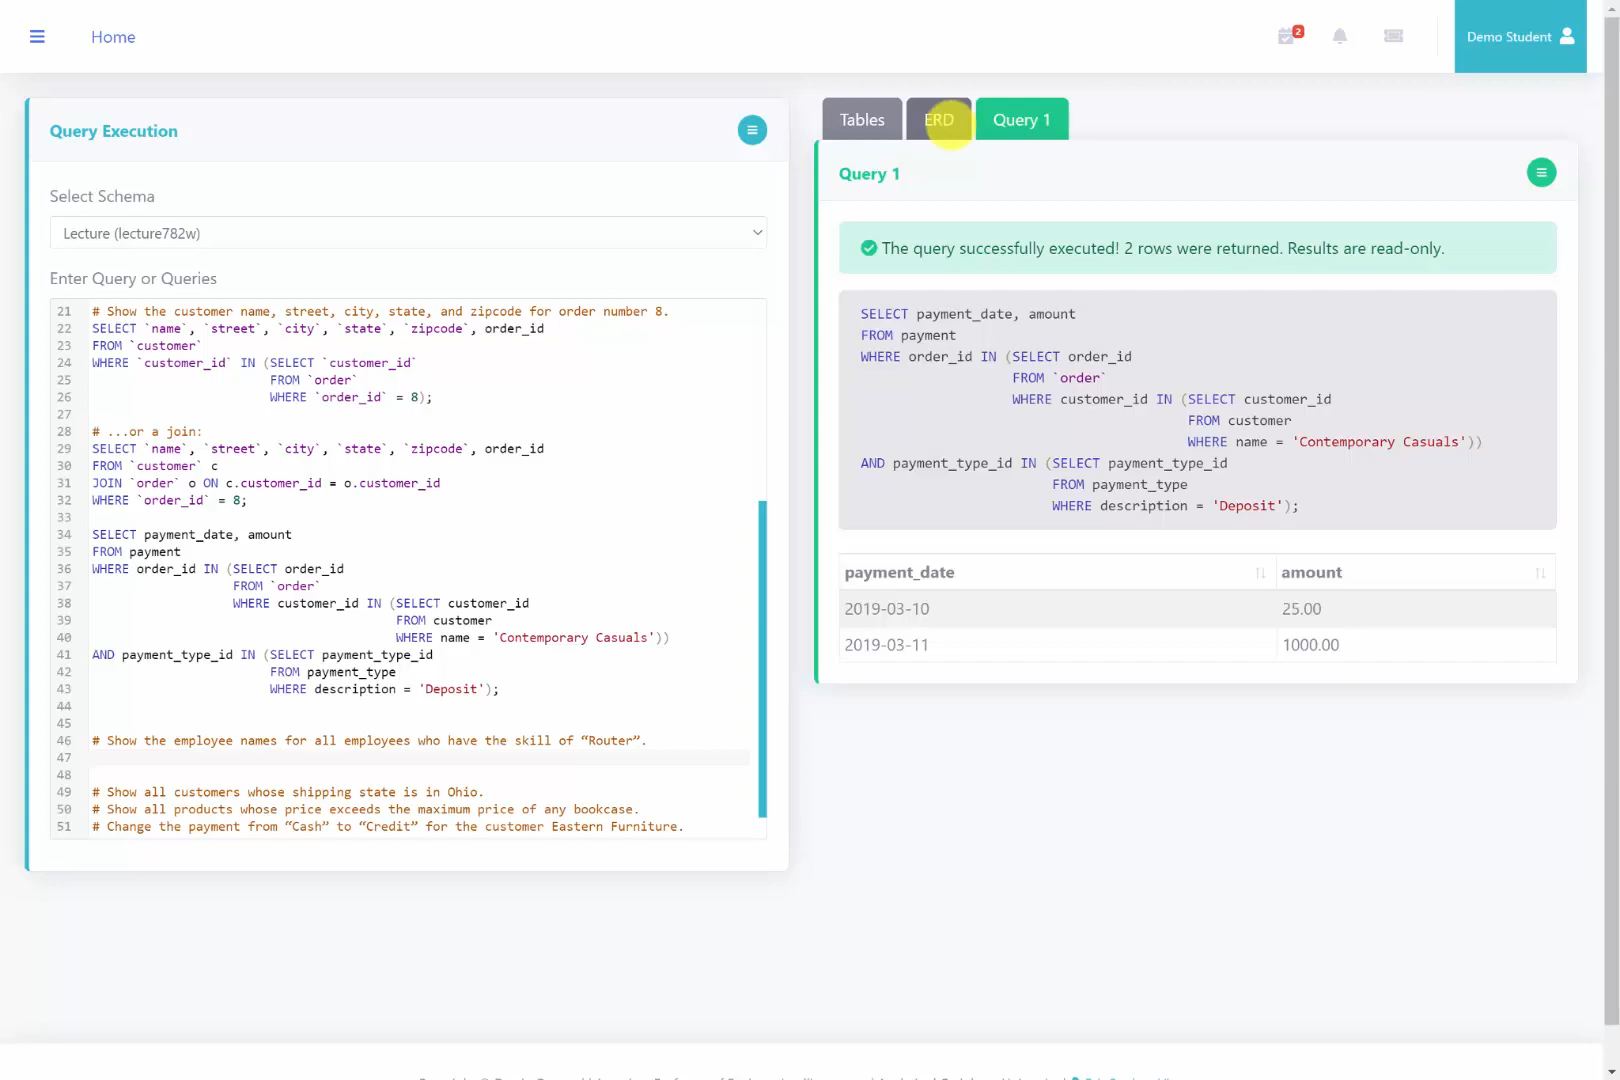 Home
2
Demo Student
Query Execution
Select Schema
Lecture (lecture782w)
Enter Query or Queries
21 # Show the customer name, street, city, state, and zipcode for order number 8.
22 SELECT `name`, `street`, `city`, `state`, `zipcode`, order_id
23 FROM `customer`
24 WHERE `customer_id` IN (SELECT `customer_id`
25 FROM `order`
26 WHERE `order_id` = 8);
27
28 # ...or a join:
29 SELECT `name`, `street`, `city`, `state`, `zipcode`, order_id
30 FROM `customer` c
31 JOIN `order` o ON c.customer_id = o.customer_id
32 WHERE `order_id` = 8;
33
34 SELECT payment_date, amount
35 FROM payment
36 WHERE order_id IN (SELECT order_id
37 FROM `order`
38 WHERE customer_id IN (SELECT customer_id
39 FROM customer
40 WHERE name = 'Contemporary Casuals'))
41 AND payment_type_id IN (SELECT payment_type_id
42 FROM payment_type
43 WHERE description = 'Deposit');
44
45
46 # Show the employee names for all employees who have the skill of “Router”.
47
48
49 # Show all customers whose shipping state is in Ohio.
50 # Show all products whose price exceeds the maximum price of any bookcase.
51 # Change the payment from “Cash” to “Credit” for the customer Eastern Furniture.
Tables
ERD
Query 1
Query 1
The query successfully executed! 2 rows were returned. Results are read-only.
SELECT payment_date, amount
FROM payment
WHERE order_id IN (SELECT order_id
FROM `order`
WHERE customer_id IN (SELECT customer_id
FROM customer
WHERE name = 'Contemporary Casuals'))
AND payment_type_id IN (SELECT payment_type_id
FROM payment_type
WHERE description = 'Deposit');
payment_date amount
2019-03-10 25.00
2019-03-11 1000.00